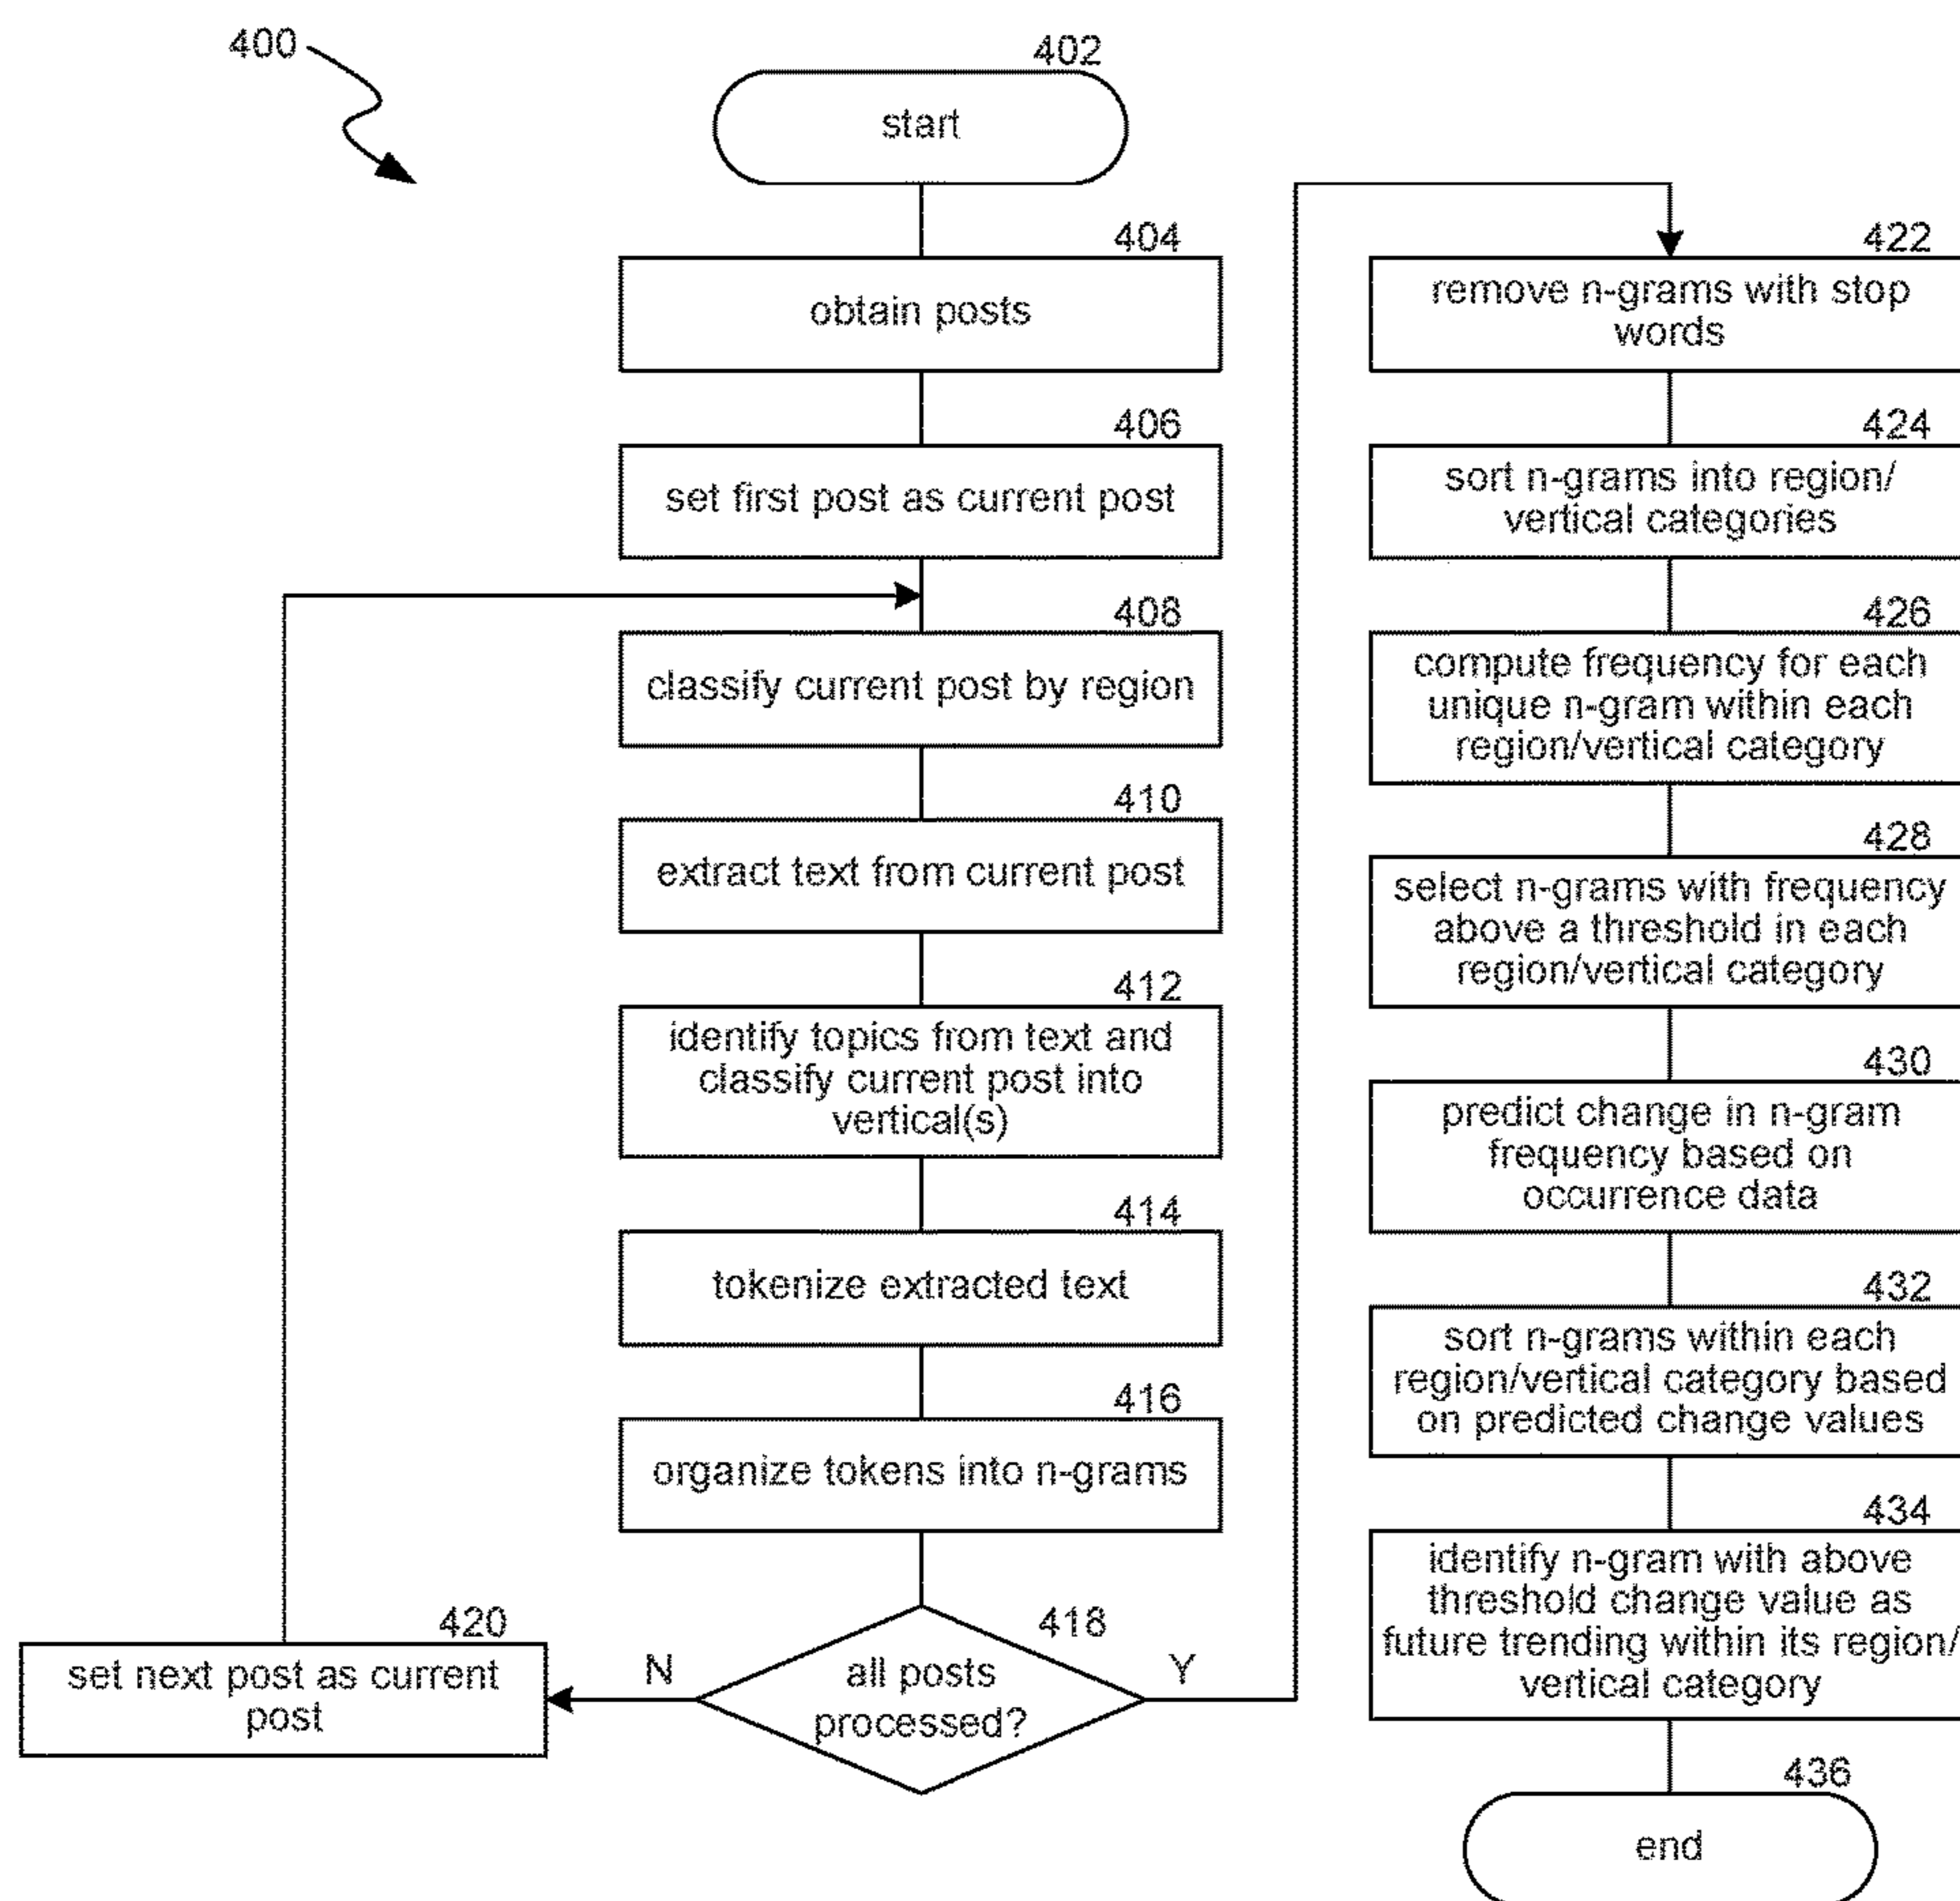 400
402
start
404
obtain posts
406
set first post as current post
408
classify current post by region
410
extract text from current post
412
identify topics from text and
classify current post into
vertical(s)
414
tokenize extracted text
416
organize tokens into n-grams
418
all posts
processed?
N
Y
420
set next post as current
post
422
remove n-grams with stop
words
424
sort n-grams into region/
vertical categories
426
compute frequency for each
unique n-gram within each
region/vertical category
428
select n-grams with frequency
above a threshold in each
region/vertical category
430
predict change in n-gram
frequency based on
occurrence data
432
sort n-grams within each
region/vertical category based
on predicted change values
434
identify n-gram with above
threshold change value as
future trending within its region/
vertical category
436
end